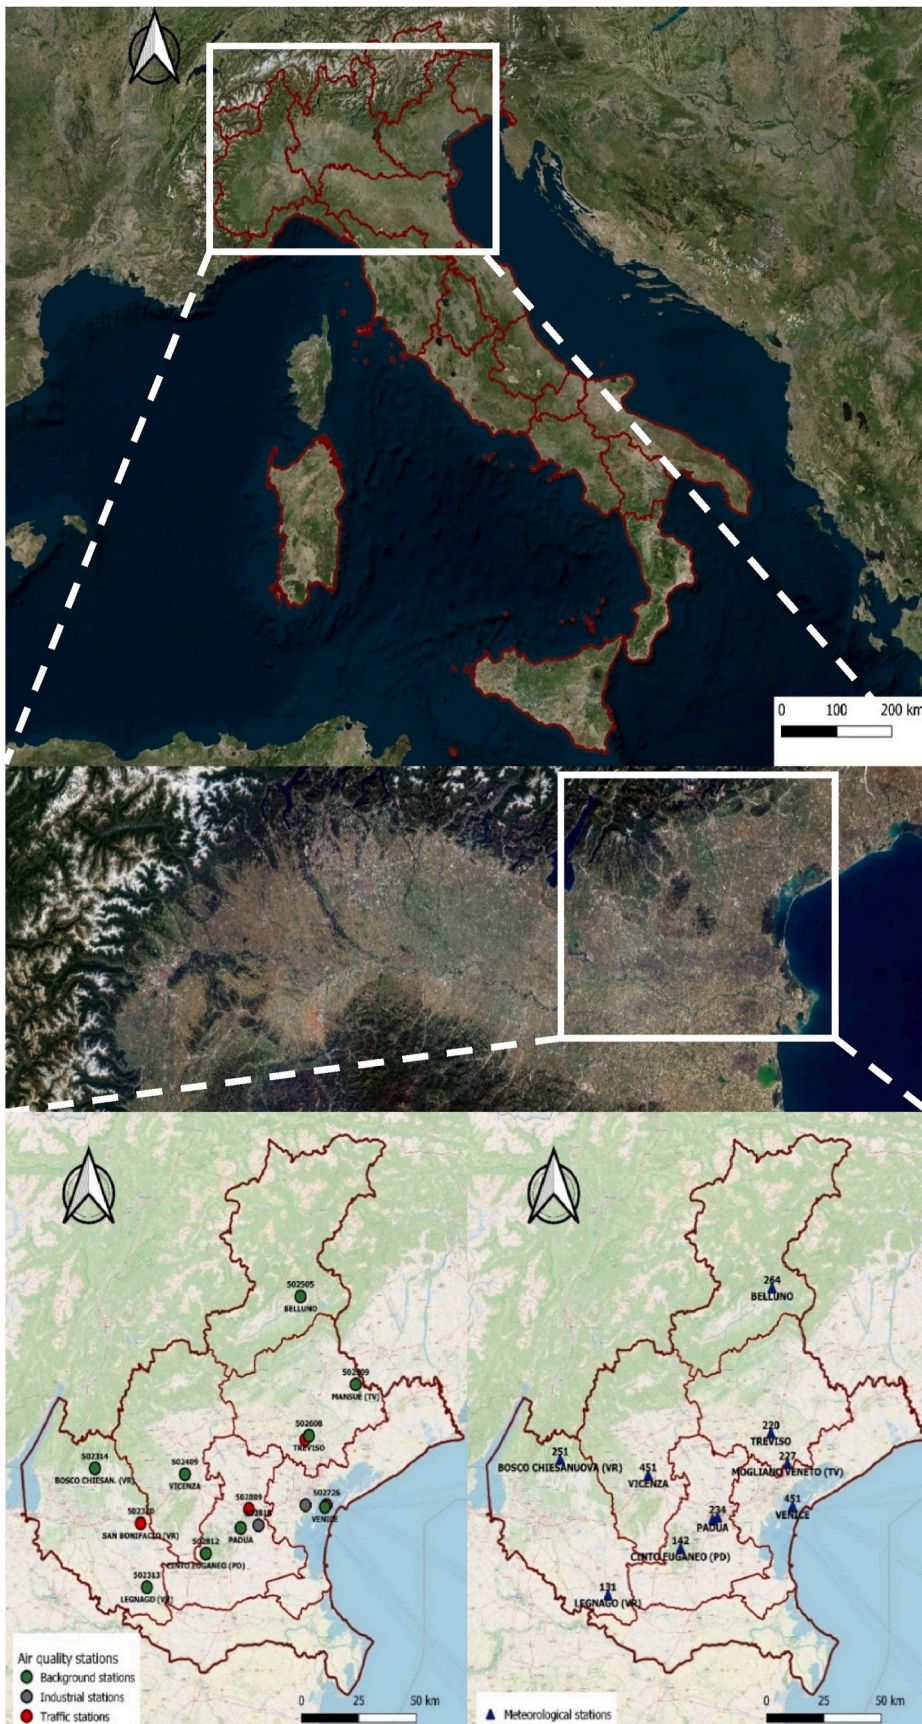 0 100 200 km
502505
BELLUNO
502609
MANSUÈ (TV)
502608
TREVISO
502314
BOSCO CHIESAN. (VR)
502409
VICENZA
502809
502726
VENICE
SAN BONIFACIO (VR)
PADUA
502812
CINTO EUGANEO (PD)
502313
LEGNAGO (VR)
Air quality stations
Background stations
Industrial stations
Traffic stations
0 25 50 km
264
BELLUNO
220
TREVISO
227
MOGLIANO VENETO (TV)
251
BOSCO CHIESANUOVA (VR)
451
VICENZA
451
VENICE
234
PADUA
142
CINTO EUGANEO (PD)
131
LEGNAGO (VR)
Meteorological stations
0 25 50 km